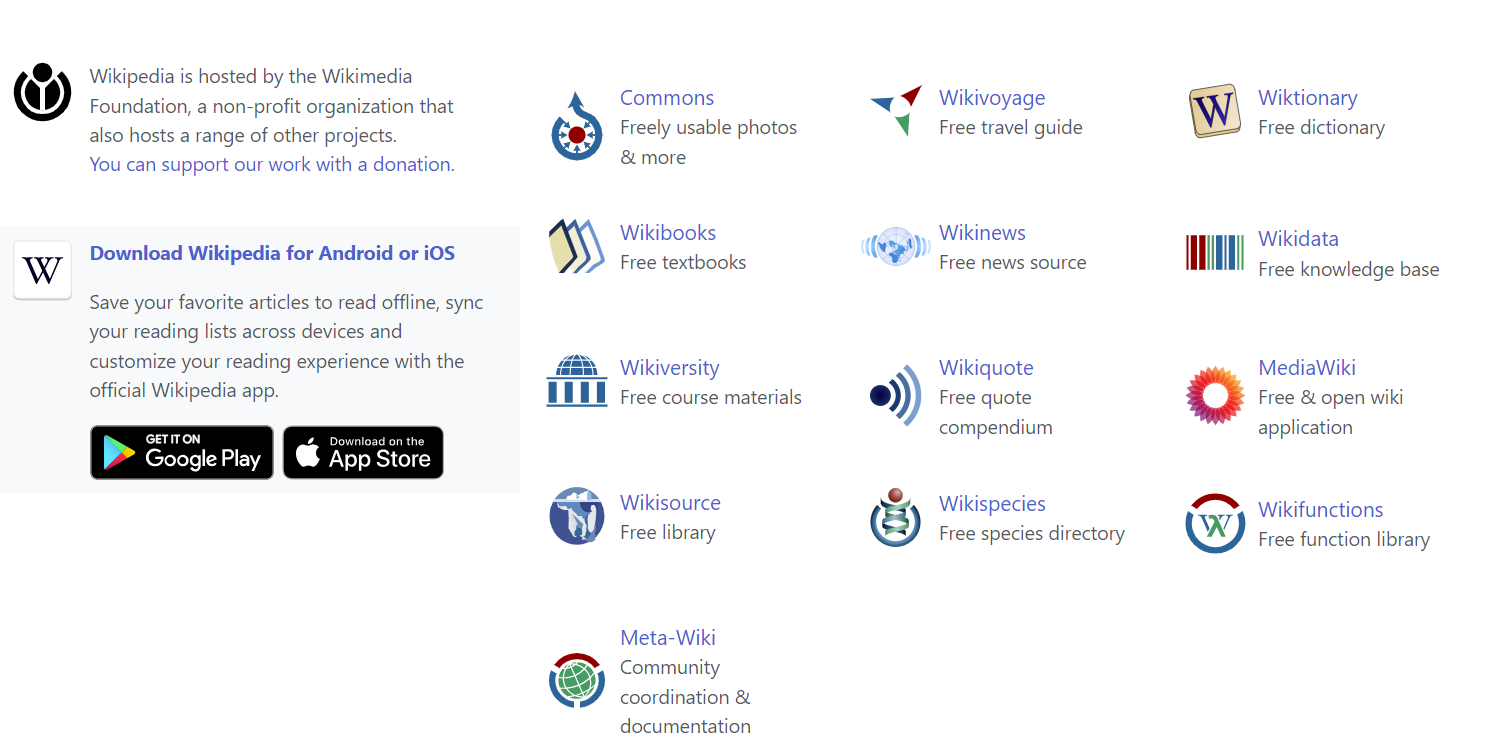 Wikipedia is hosted by the Wikimedia
Foundation, a non-profit organization that
also hosts a range of other projects.
You can support our work with a donation.
W
Download Wikipedia for Android or iOS
Save your favorite articles to read offline, sync
your reading lists across devices and
customize your reading experience with the
official Wikipedia app.
GET IT ON
Google Play
Download on the
App Store
Commons
Freely usable photos
& more
Wikivoyage
Free travel guide
W
Wiktionary
Free dictionary
Wikibooks
Free textbooks
Wikinews
Free news source
Wikidata
Free knowledge base
Wikiversity
Free course materials
Wikiquote
Free quote
compendium
MediaWiki
Free & open wiki
application
Wikisource
Free library
Wikispecies
Free species directory
Wλ
Wikifunctions
Free function library
Meta-Wiki
Community
coordination &
documentation